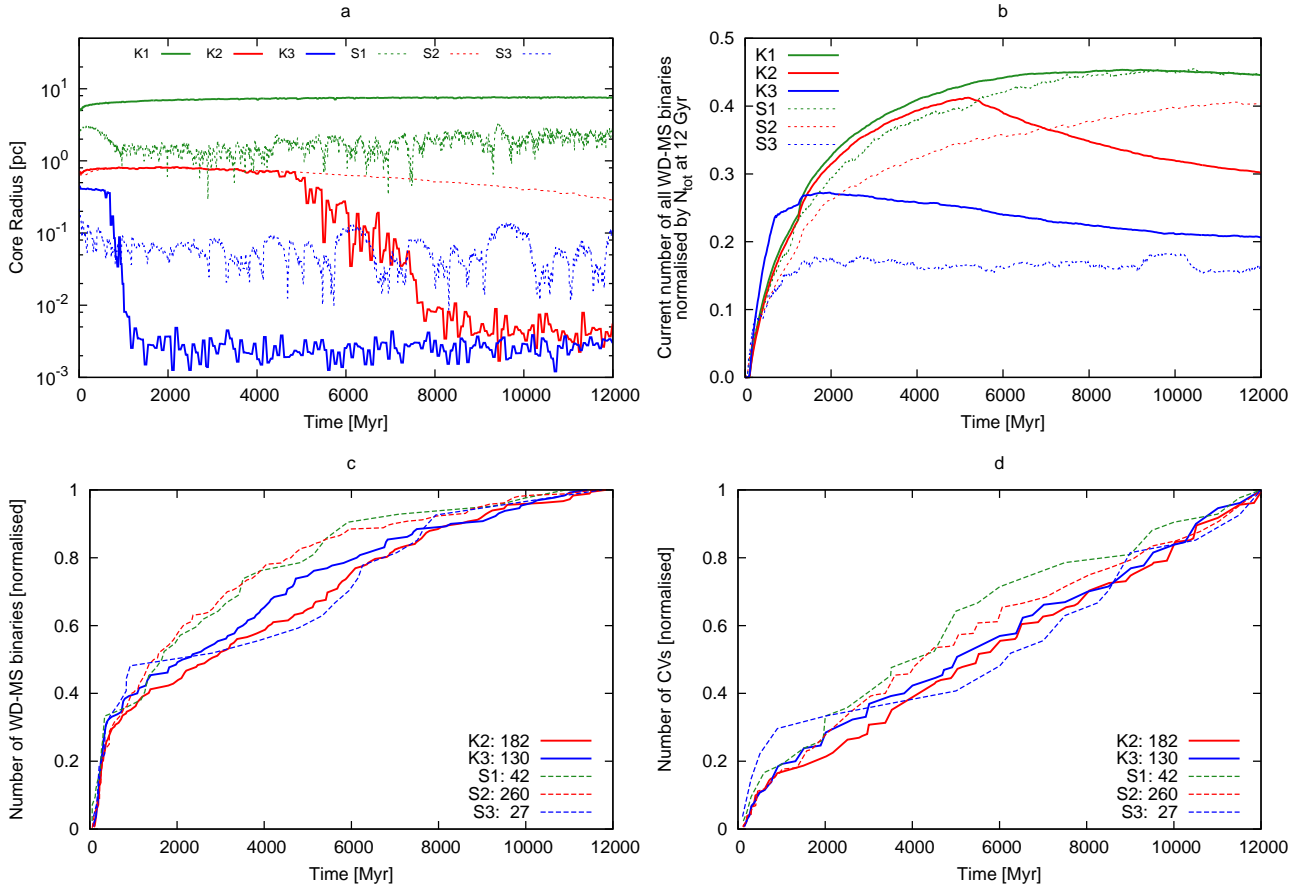 a
K1 K2 K3 S1 S2 S3
Core Radius [pc]
10^1
10^0
10^-1
10^-2
10^-3
0 2000 4000 6000 8000 10000 12000
Time [Myr]
b
Current number of all WD-MS binaries
normalised by N_tot at 12 Gyr
0.5
0.4
0.3
0.2
0.1
0.0
K1
K2
K3
S1
S2
S3
0 2000 4000 6000 8000 10000 12000
Time [Myr]
c
Number of WD-MS binaries [normalised]
1
0.8
0.6
0.4
0.2
0
K2: 182
K3: 130
S1: 42
S2: 260
S3: 27
0 2000 4000 6000 8000 10000 12000
Time [Myr]
d
Number of CVs [normalised]
1
0.8
0.6
0.4
0.2
0
K2: 182
K3: 130
S1: 42
S2: 260
S3: 27
0 2000 4000 6000 8000 10000 12000
Time [Myr]